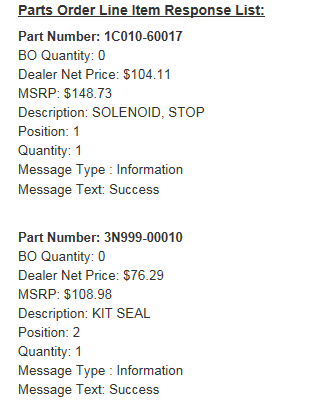 Parts Order Line Item Response List:
Part Number: 1C010-60017
BO Quantity: 0
Dealer Net Price: $104.11
MSRP: $148.73
Description: SOLENOID, STOP
Position: 1
Quantity: 1
Message Type : Information
Message Text: Success
Part Number: 3N999-00010
BO Quantity: 0
Dealer Net Price: $76.29
MSRP: $108.98
Description: KIT SEAL
Position: 2
Quantity: 1
Message Type : Information
Message Text: Success